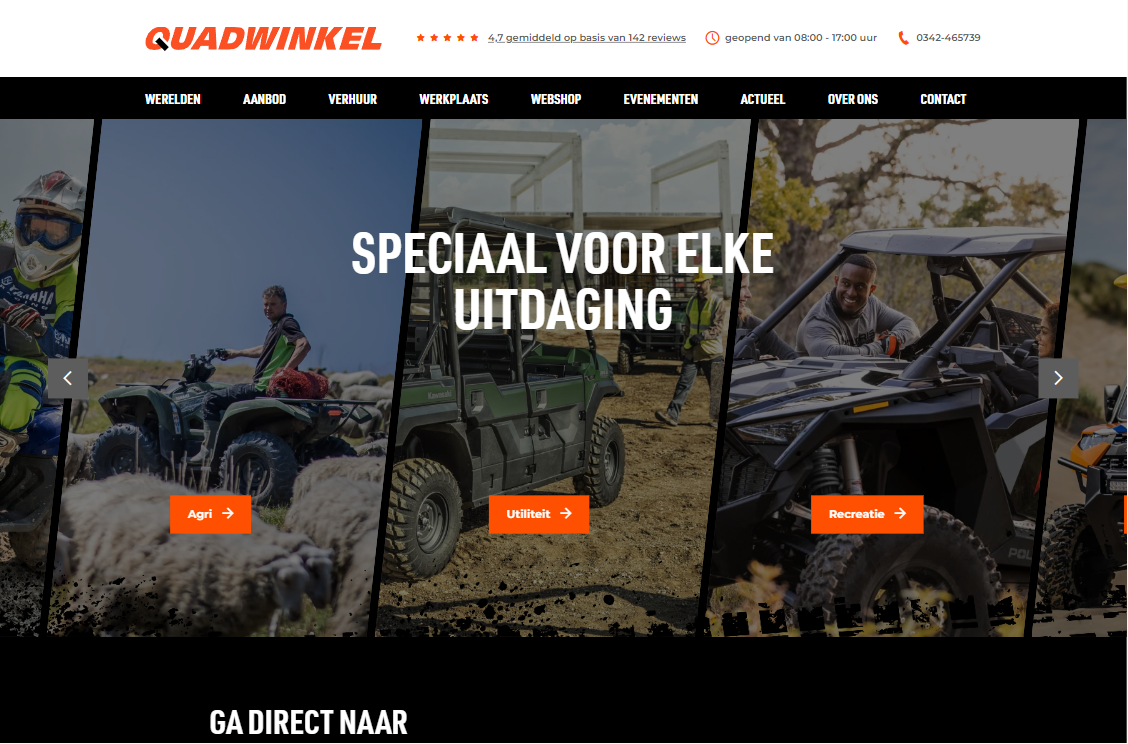 QUADWINKEL
4,7 gemiddeld op basis van 142 reviews
geopend van 08:00 - 17:00 uur
0342-465739
WERELDEN AANBOD VERHUUR WERKPLAATS WEBSHOP EVENEMENTEN ACTUEEL OVER ONS CONTACT
SPECIAAL VOOR ELKE
UITDAGING
YAMAHA
Kawasaki
Agri
Utiliteit
Recreatie
GA DIRECT NAAR